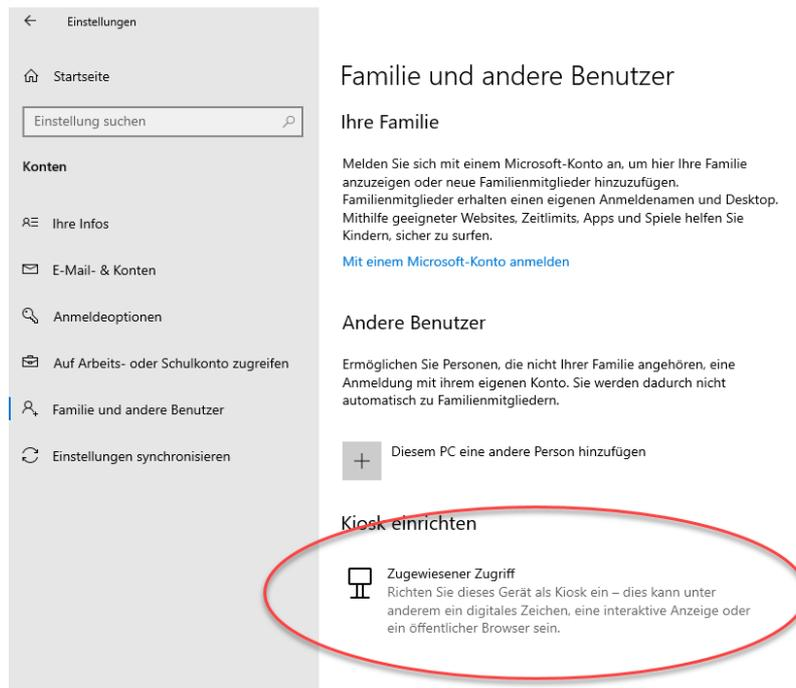 Einstellungen
Startseite
Einstellung suchen
Konten
Ihre Infos
E-Mail- & Konten
Anmeldeoptionen
Auf Arbeits- oder Schulkonto zugreifen
Familie und andere Benutzer
Einstellungen synchronisieren
Familie und andere Benutzer
Ihre Familie
Melden Sie sich mit einem Microsoft-Konto an, um hier Ihre Familie
anzuzeigen oder neue Familienmitglieder hinzuzufügen.
Familienmitglieder erhalten einen eigenen Anmeldenamen und Desktop.
Mithilfe geeigneter Websites, Zeitlimits, Apps und Spiele helfen Sie
Kindern, sicher zu surfen.
Mit einem Microsoft-Konto anmelden
Andere Benutzer
Ermöglichen Sie Personen, die nicht Ihrer Familie angehören, eine
Anmeldung mit ihrem eigenen Konto. Sie werden dadurch nicht
automatisch zu Familienmitgliedern.
Diesem PC eine andere Person hinzufügen
Kiosk einrichten
Zugewiesener Zugriff
Richten Sie dieses Gerät als Kiosk ein – dies kann unter
anderem ein digitales Zeichen, eine interaktive Anzeige oder
ein öffentlicher Browser sein.